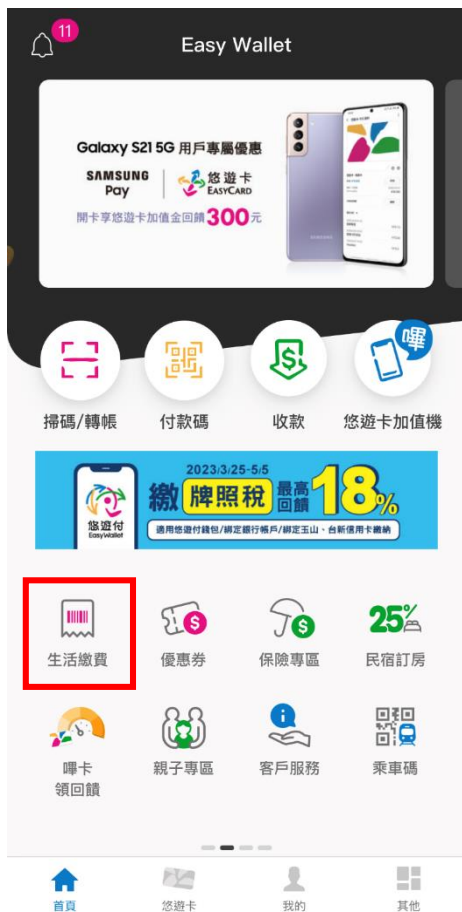 11
Easy Wallet
Galaxy S21 5G 用戶專屬優惠
SAMSUNG Pay
悠遊卡 EASYCARD
開卡享悠遊卡加值金回饋300元
SAMSUNG
嗶
掃碼/轉帳 付款碼 收款 悠遊卡加值機
2023/3/25-5/5
繳 牌照稅 最高回饋 18%
悠遊付
EasyWallet
適用悠遊付錢包/綁定銀行帳戶/綁定玉山、台新信用卡繳納
25%
生活繳費 優惠券 保險專區 民宿訂房
嗶卡 親子專區 客戶服務 乘車碼
領回饋
首頁 悠遊卡 我的 其他